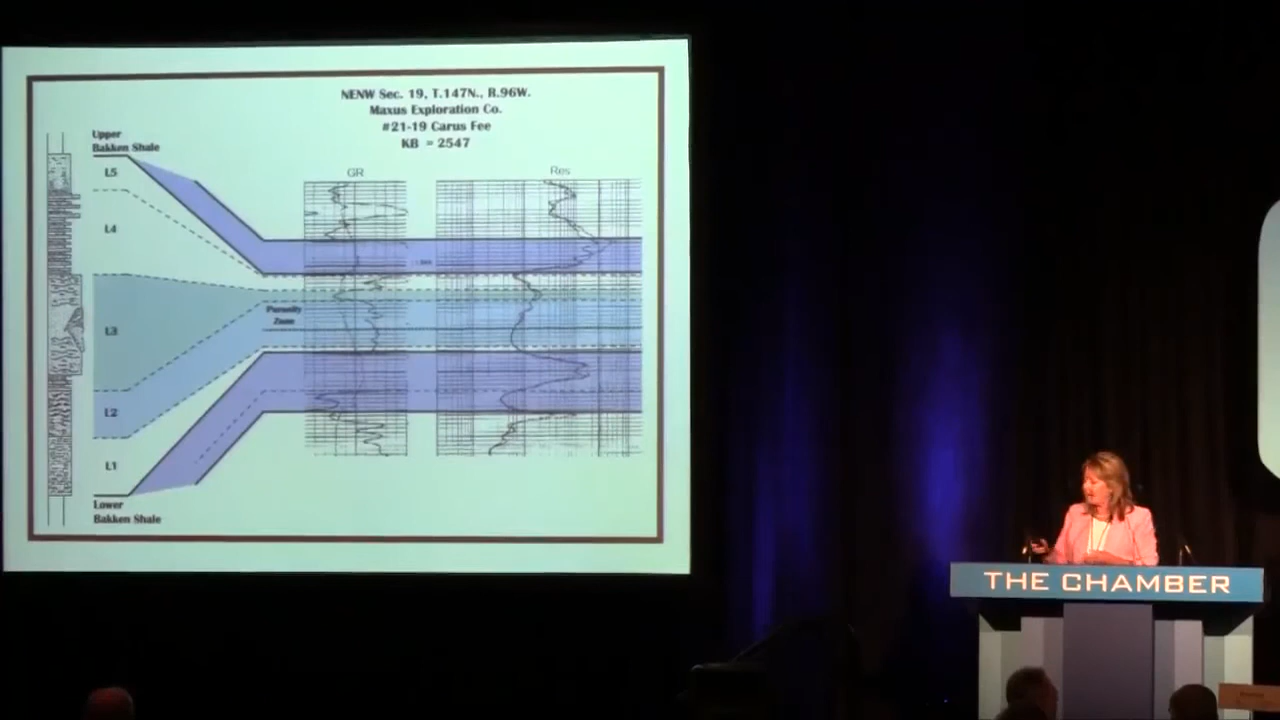 NENW Sec. 19, T.147N., R.96W.
Maxus Exploration Co.
#21-19 Carus Fee
KB = 2547
Upper
Bakken Shale
L5
L4
L3
L2
L1
Lower
Bakken Shale
GR
Res
Porosity
Zone
THE CHAMBER